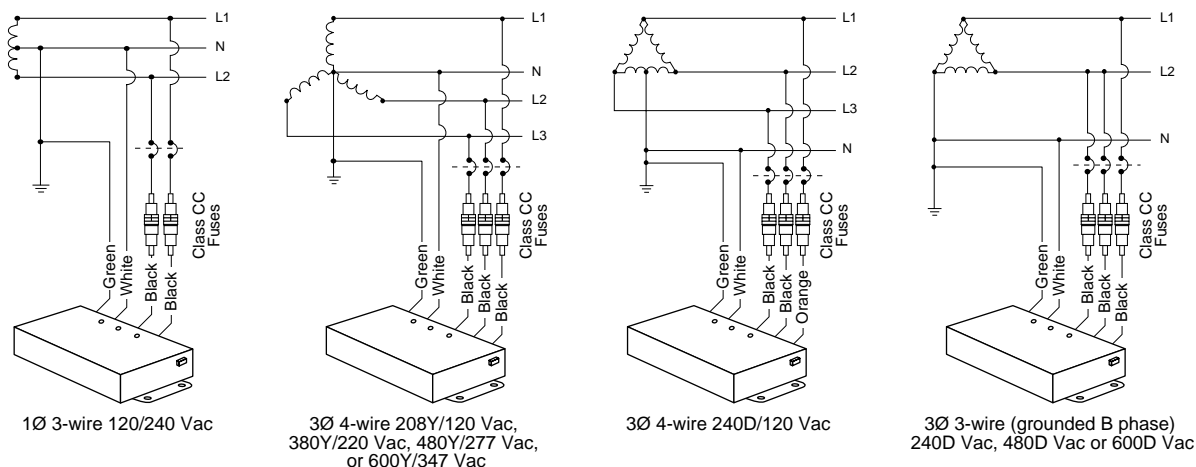 L1
N
L2
Green
White
Black
Black
Class CC
Fuses
1Ø 3-wire 120/240 Vac
L1
N
L2
L3
Green
White
Black
Black
Black
Class CC
Fuses
3Ø 4-wire 208Y/120 Vac,
380Y/220 Vac, 480Y/277 Vac,
or 600Y/347 Vac
L1
L2
L3
N
Green
White
Black
Black
Orange
Class CC
Fuses
3Ø 4-wire 240D/120 Vac
L1
L2
N
Green
White
Black
Black
Black
Class CC
Fuses
3Ø 3-wire (grounded B phase)
240D Vac, 480D Vac or 600D Vac